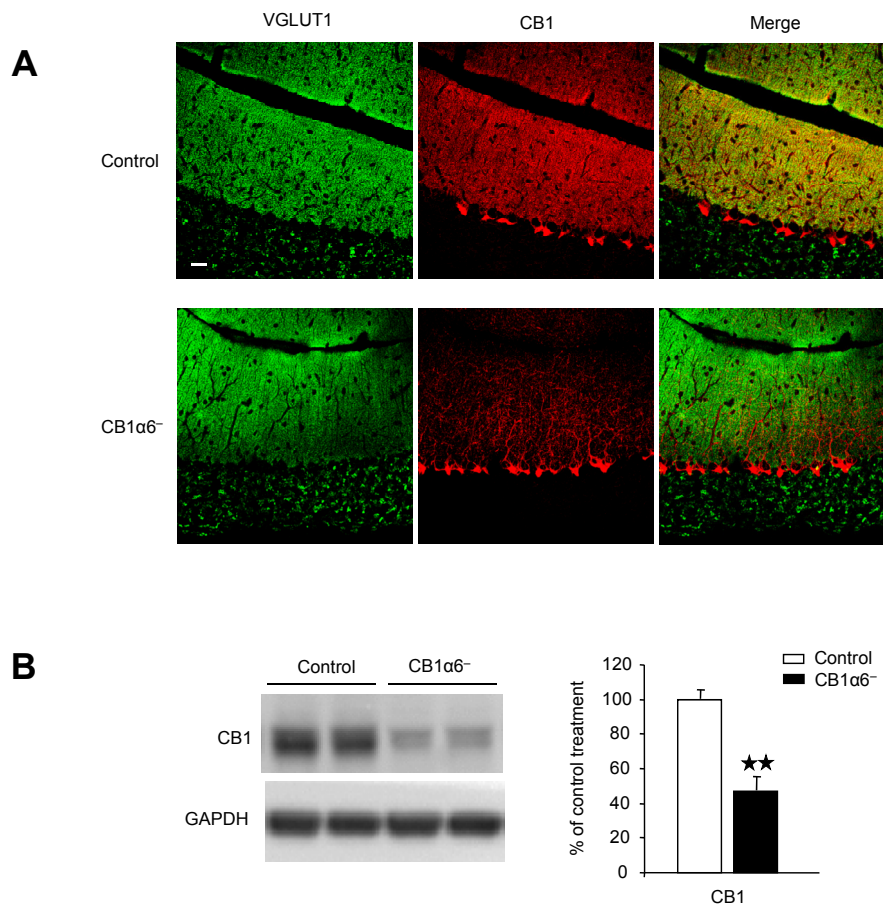 VGLUT1 CB1 Merge
A
Control
CB1α6⁻
B
Control CB1α6⁻
CB1
GAPDH
Control
CB1α6⁻
% of control treatment
120
100
80
60
40
20
0
★★
CB1